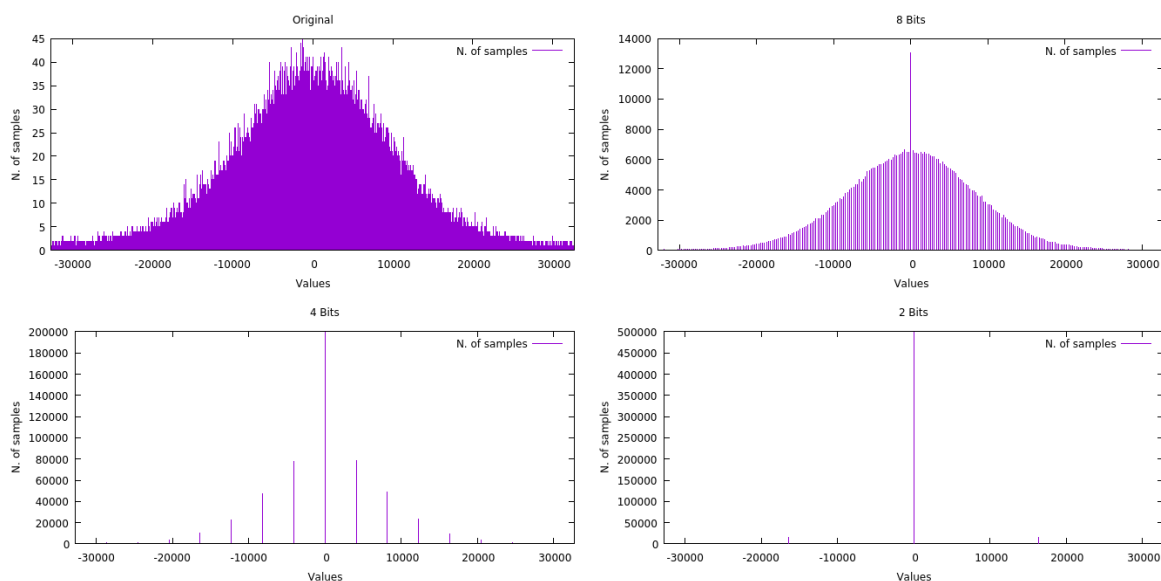 Original
N. of samples
N. of samples
45
40
35
30
25
20
15
10
5
0
-30000 -20000 -10000 0 10000 20000 30000
Values
8 Bits
N. of samples
N. of samples
14000
12000
10000
8000
6000
4000
2000
0
-30000 -20000 -10000 0 10000 20000 30000
Values
4 Bits
N. of samples
N. of samples
200000
180000
160000
140000
120000
100000
80000
60000
40000
20000
0
-30000 -20000 -10000 0 10000 20000 30000
Values
2 Bits
N. of samples
N. of samples
500000
450000
400000
350000
300000
250000
200000
150000
100000
50000
0
-30000 -20000 -10000 0 10000 20000 30000
Values